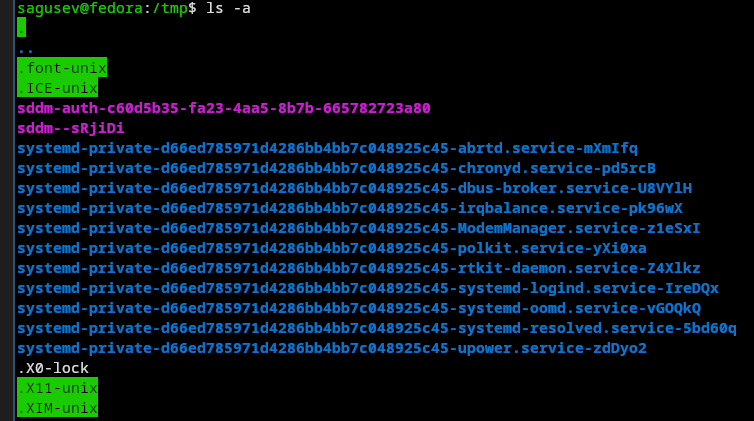 sagusev@fedora:/tmp$ ls -a
.
..
.font-unix
.ICE-unix
sddm-auth-c60d5b35-fa23-4aa5-8b7b-665782723a80
sddm--sRjiDi
systemd-private-d66ed785971d4286bb4bb7c048925c45-abrtd.service-mXmIfq
systemd-private-d66ed785971d4286bb4bb7c048925c45-chronyd.service-pd5rcB
systemd-private-d66ed785971d4286bb4bb7c048925c45-dbus-broker.service-U8VYlH
systemd-private-d66ed785971d4286bb4bb7c048925c45-irqbalance.service-pk96wX
systemd-private-d66ed785971d4286bb4bb7c048925c45-ModemManager.service-z1eSxI
systemd-private-d66ed785971d4286bb4bb7c048925c45-polkit.service-yXi0xa
systemd-private-d66ed785971d4286bb4bb7c048925c45-rtkit-daemon.service-Z4Xlkz
systemd-private-d66ed785971d4286bb4bb7c048925c45-systemd-logind.service-IreDQx
systemd-private-d66ed785971d4286bb4bb7c048925c45-systemd-oomd.service-vGOQkQ
systemd-private-d66ed785971d4286bb4bb7c048925c45-systemd-resolved.service-5bd60q
systemd-private-d66ed785971d4286bb4bb7c048925c45-upower.service-zdDyo2
.X0-lock
.X11-unix
.XIM-unix